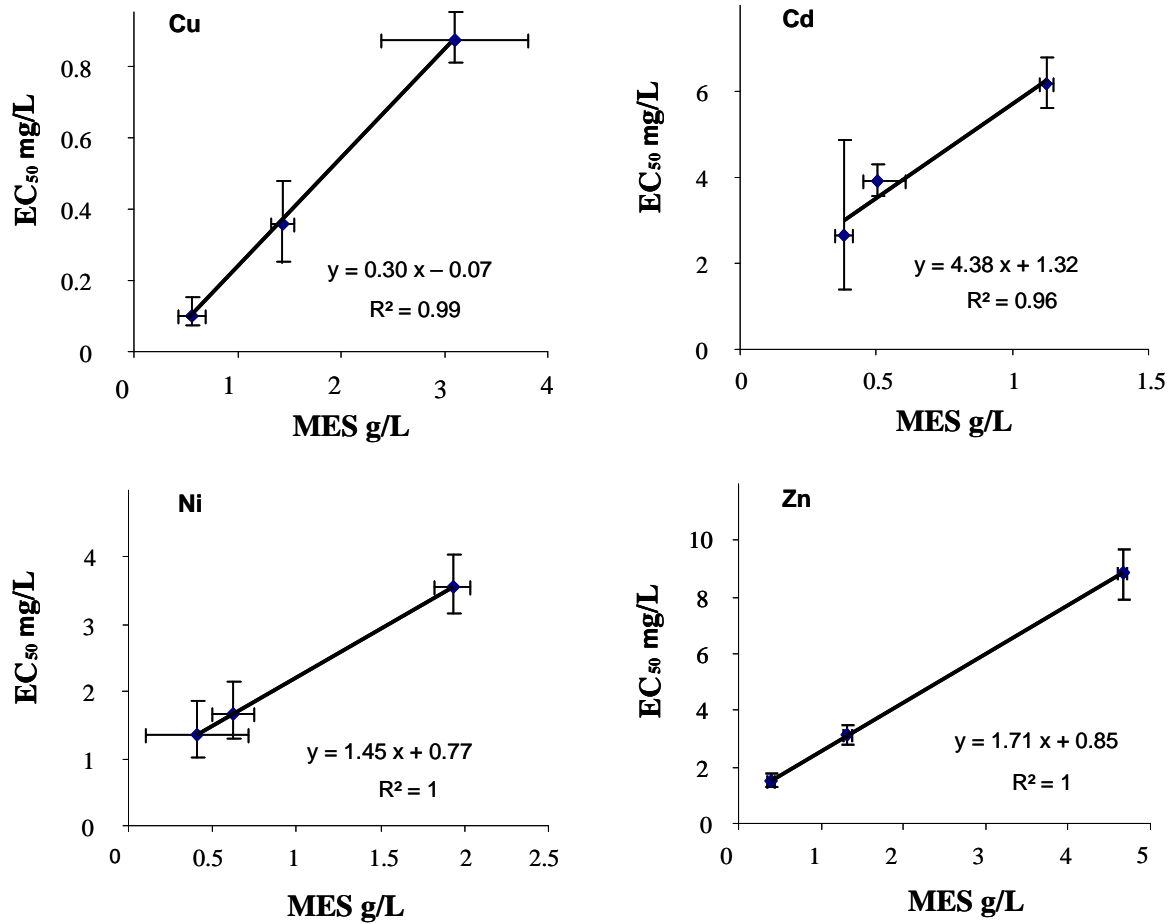 Cu
EC₅₀ mg/L
0.8
0.6
0.4
0.2
0
y = 0.30 x – 0.07
R² = 0.99
0 1 2 3 4
MES g/L
Cd
EC₅₀ mg/L
6
4
2
0
y = 4.38 x + 1.32
R² = 0.96
0 0.5 1 1.5
MES g/L
Ni
EC₅₀ mg/L
4
3
2
1
0
y = 1.45 x + 0.77
R² = 1
0 0.5 1 1.5 2 2.5
MES g/L
Zn
EC₅₀ mg/L
10
8
6
4
2
0
y = 1.71 x + 0.85
R² = 1
0 1 2 3 4 5
MES g/L